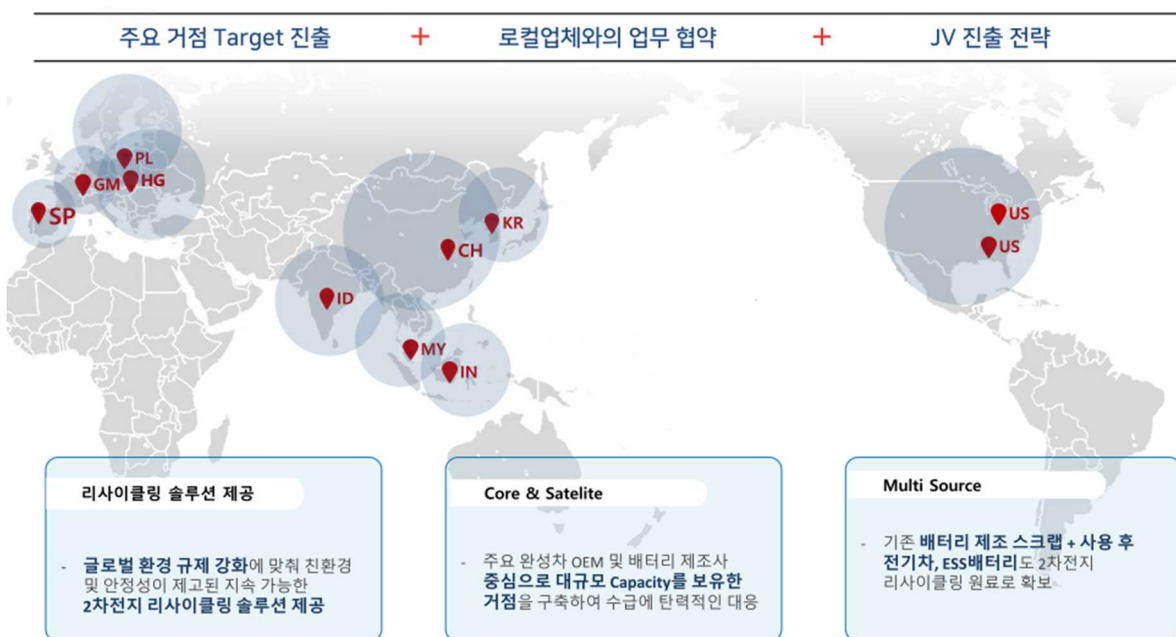 주요 거점 Target 진출 + 로컬업체와의 업무 협약 + JV 진출 전략
PL
GM
HG
SP
KR
CH
ID
MY
IN
US
US
리사이클링 솔루션 제공
- 글로벌 환경 규제 강화에 맞춰 친환경
및 안정성이 제고된 지속 가능한
2차전지 리사이클링 솔루션 제공
Core & Satelite
- 주요 완성차 OEM 및 배터리 제조사
중심으로 대규모 Capacity를 보유한
거점을 구축하여 수급에 탄력적인 대응
Multi Source
- 기존 배터리 제조 스크랩 + 사용 후
전기차, ESS배터리도 2차전지
리사이클링 원료로 확보